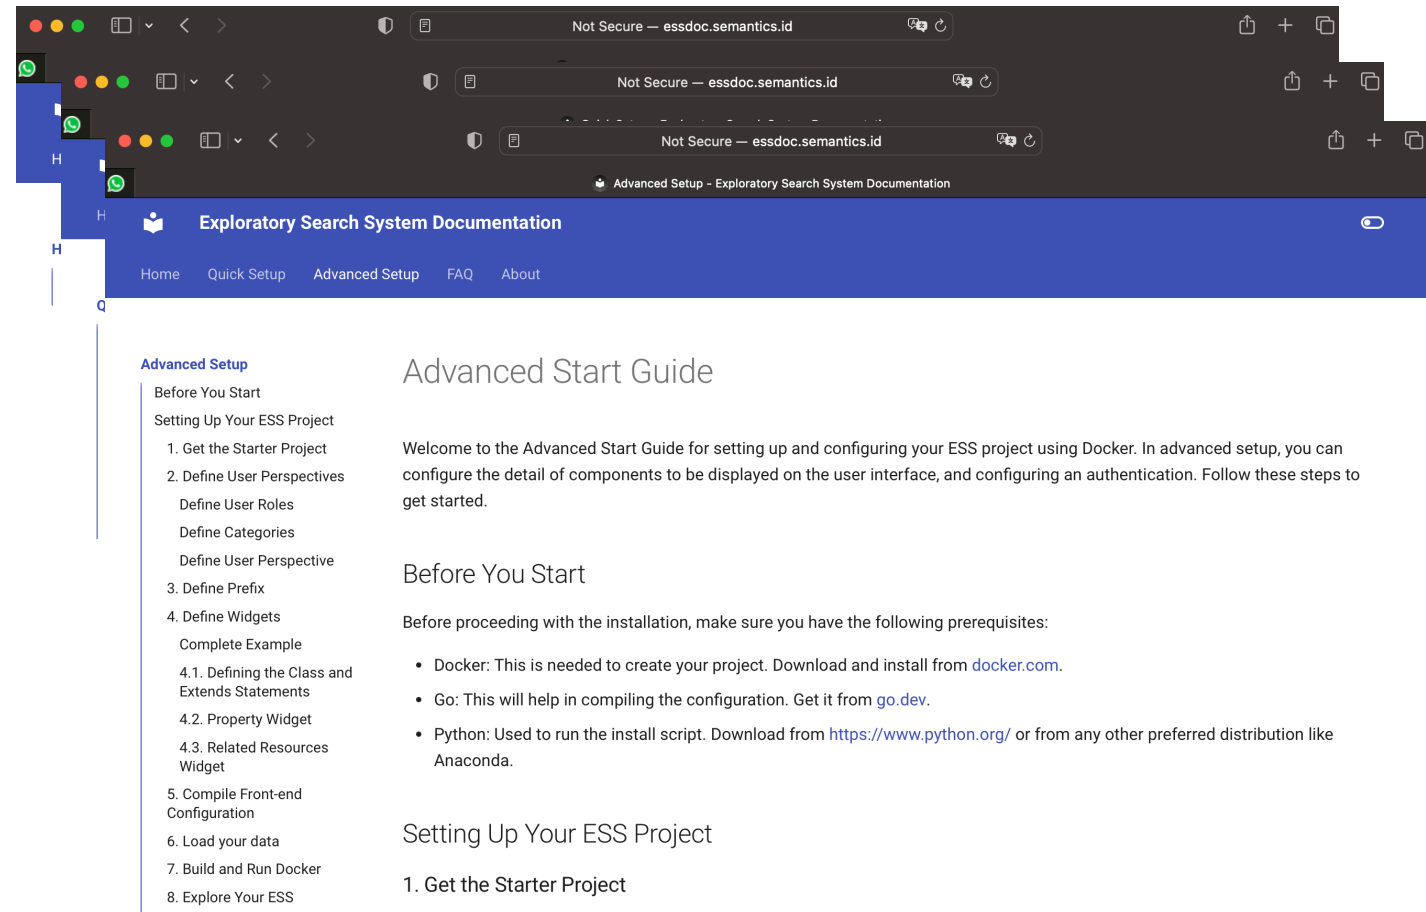 Not Secure — essdoc.semantics.id
Not Secure — essdoc.semantics.id
Not Secure — essdoc.semantics.id
Advanced Setup - Exploratory Search System Documentation
Exploratory Search System Documentation
H
H
H
Q
Home Quick Setup Advanced Setup FAQ About
Advanced Setup
Before You Start
Setting Up Your ESS Project
1. Get the Starter Project
2. Define User Perspectives
Define User Roles
Define Categories
Define User Perspective
3. Define Prefix
4. Define Widgets
Complete Example
4.1. Defining the Class and
Extends Statements
4.2. Property Widget
4.3. Related Resources
Widget
5. Compile Front-end
Configuration
6. Load your data
7. Build and Run Docker
8. Explore Your ESS
Advanced Start Guide
Welcome to the Advanced Start Guide for setting up and configuring your ESS project using Docker. In advanced setup, you can
configure the detail of components to be displayed on the user interface, and configuring an authentication. Follow these steps to
get started.
Before You Start
Before proceeding with the installation, make sure you have the following prerequisites:
• Docker: This is needed to create your project. Download and install from docker.com.
• Go: This will help in compiling the configuration. Get it from go.dev.
• Python: Used to run the install script. Download from https://www.python.org/ or from any other preferred distribution like
Anaconda.
Setting Up Your ESS Project
1. Get the Starter Project